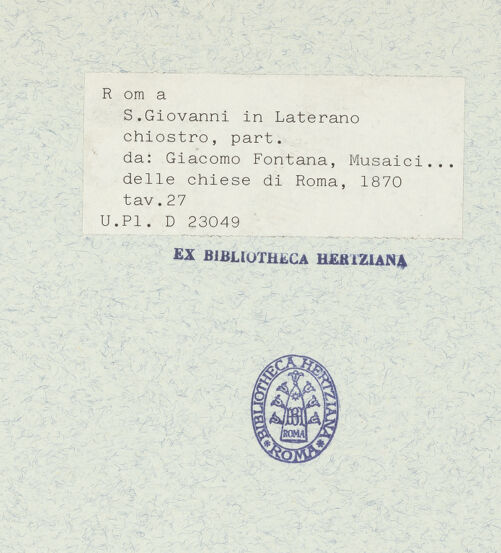 R om a
S.Giovanni in Laterano
chiostro, part.
da: Giacomo Fontana, Musaici...
delle chiese di Roma, 1870
tav.27
U.Pl. D 23049
EX BIBLIOTHECA HERTZIANA
BIBLIOTHECA HERTZIANA
BH
ROMA
* ROMA *